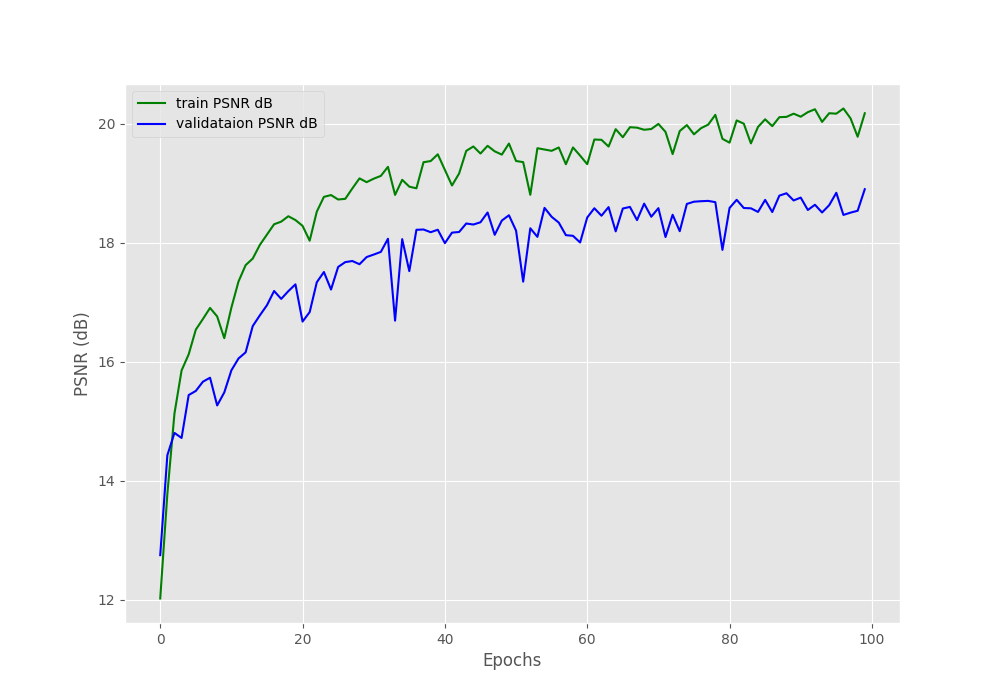 train PSNR dB
validataion PSNR dB
20
18
16
14
12
PSNR (dB)
0 20 40 60 80 100
Epochs